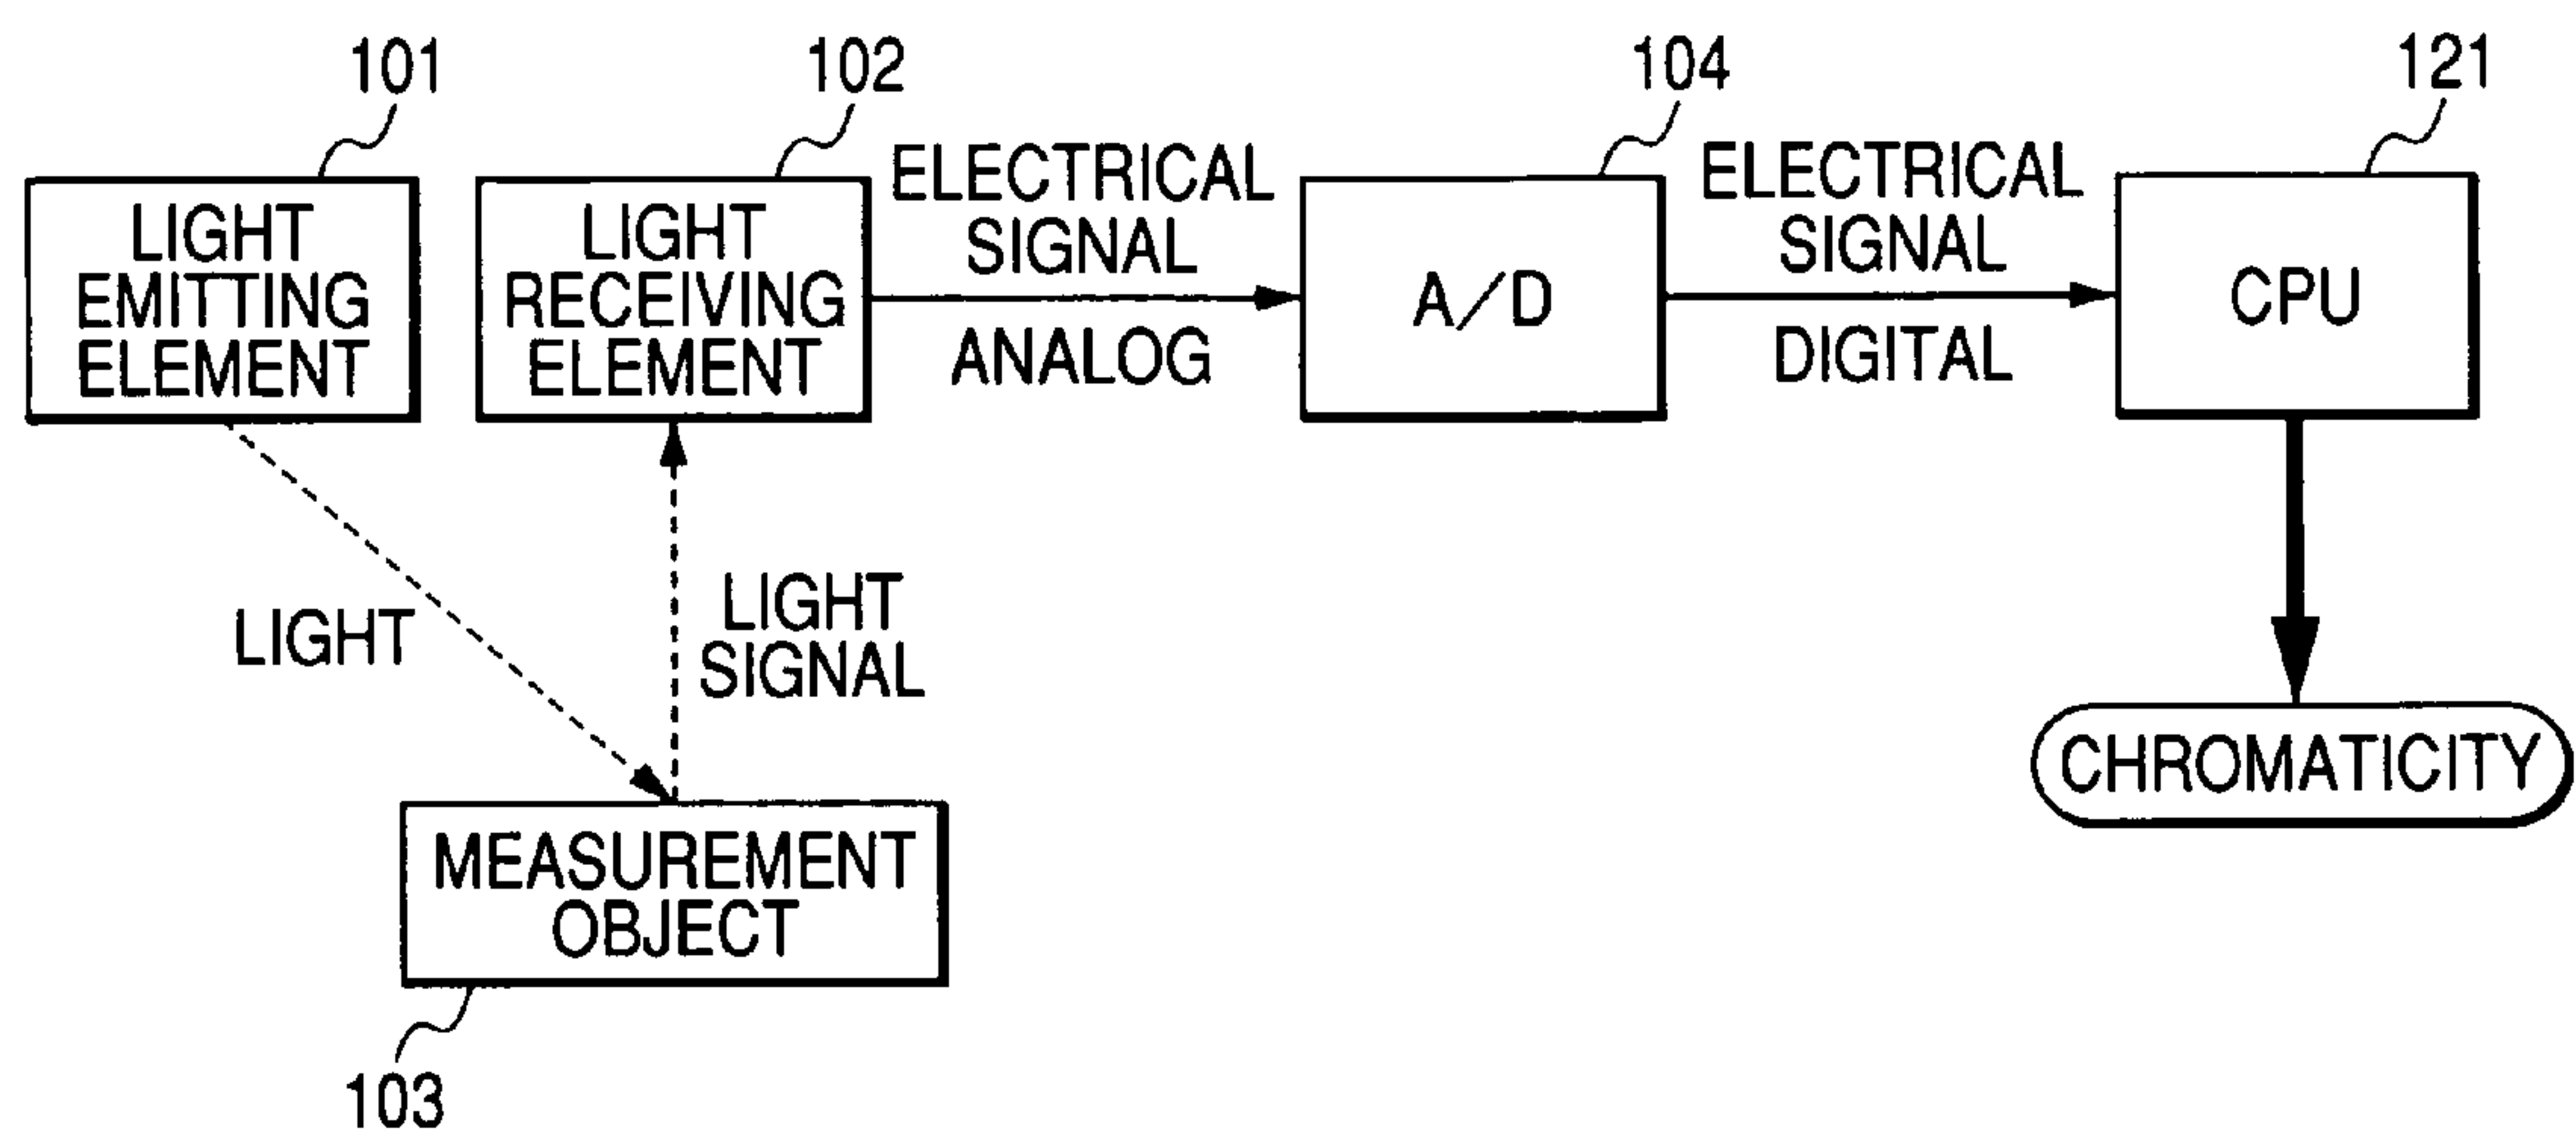 101
102
104
121
LIGHT
EMITTING
ELEMENT
LIGHT
RECEIVING
ELEMENT
ELECTRICAL
SIGNAL
ANALOG
A/D
ELECTRICAL
SIGNAL
DIGITAL
CPU
LIGHT
LIGHT
SIGNAL
CHROMATICITY
MEASUREMENT
OBJECT
103